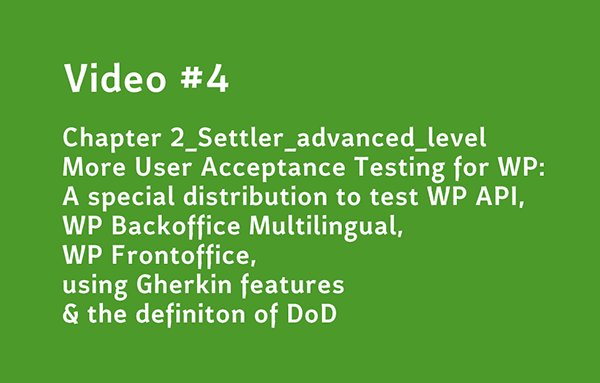 Video #4
Chapter 2_Settler_advanced_level
More User Acceptance Testing for WP:
A special distribution to test WP API,
WP Backoffice Multilingual,
WP Frontoffice,
using Gherkin features
& the definiton of DoD